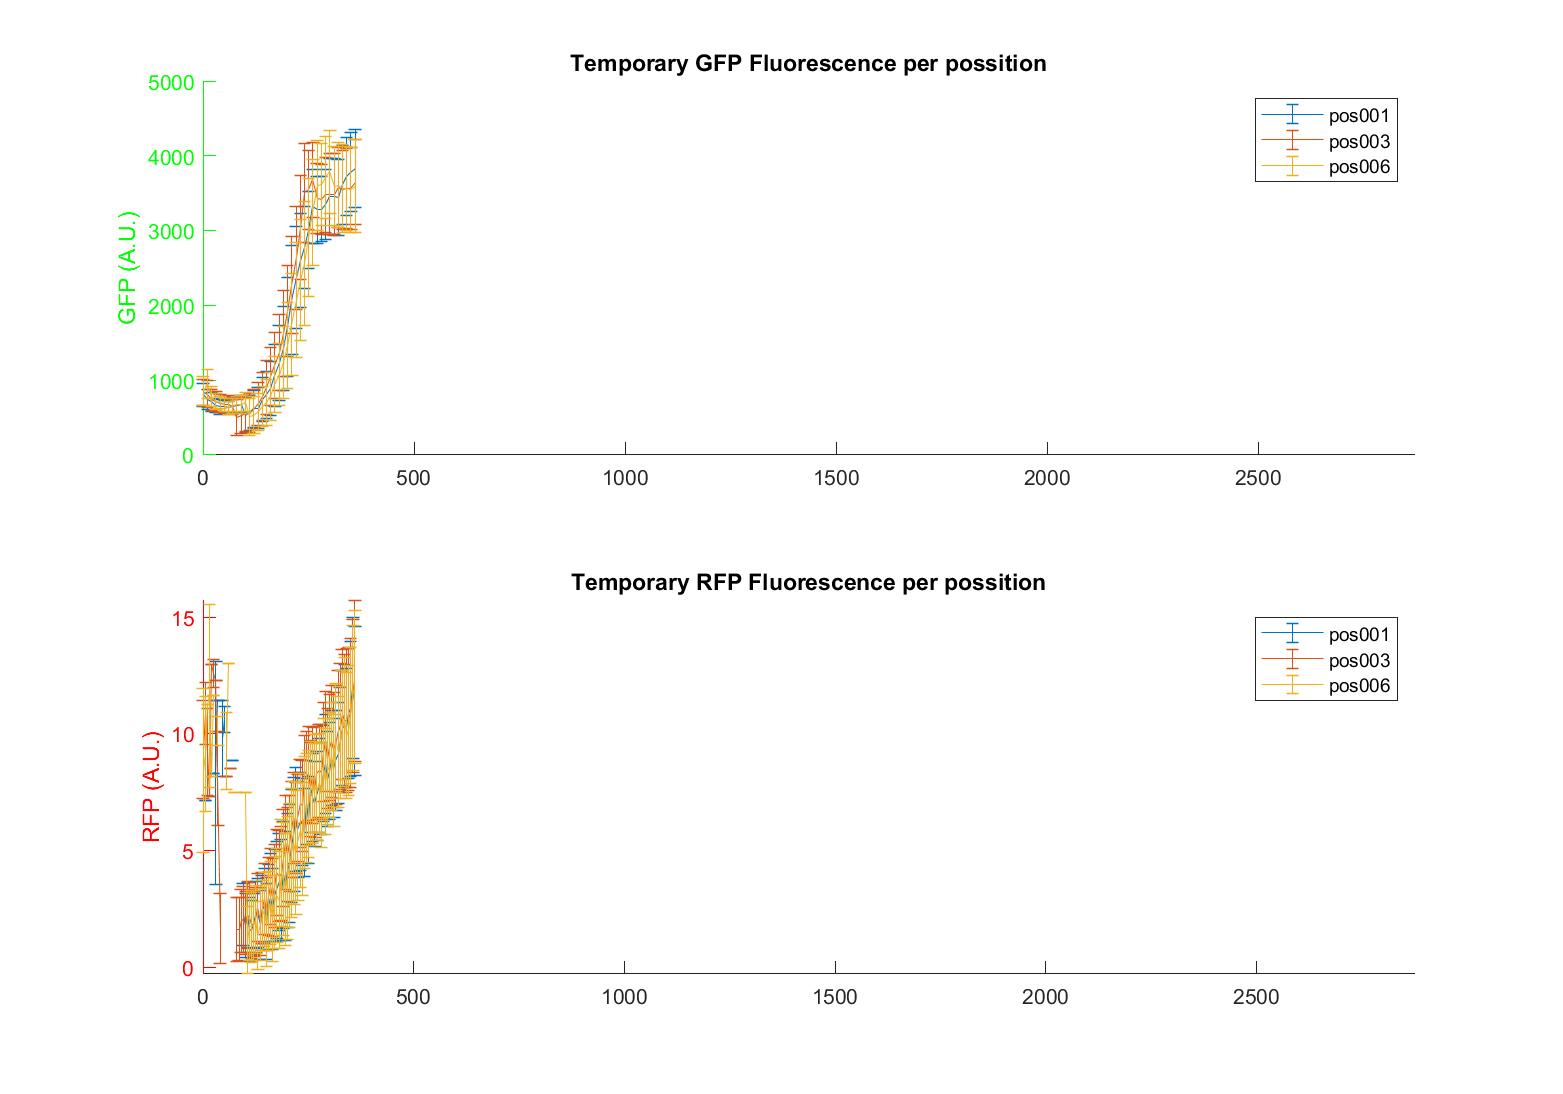 Temporary GFP Fluorescence per possition
5000
4000
3000
2000
1000
0
GFP (A.U.)
pos001
pos003
pos006
0 500 1000 1500 2000 2500
Temporary RFP Fluorescence per possition
15
10
5
0
RFP (A.U.)
pos001
pos003
pos006
0 500 1000 1500 2000 2500